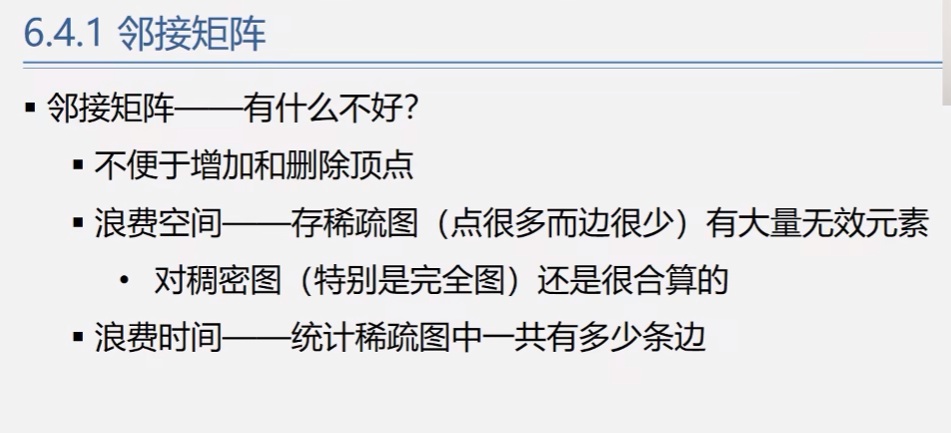 6.4.1 邻接矩阵
▪ 邻接矩阵——有什么不好?
▪ 不便于增加和删除顶点
▪ 浪费空间——存稀疏图（点很多而边很少）有大量无效元素
• 对稠密图（特别是完全图）还是很合算的
▪ 浪费时间——统计稀疏图中一共有多少条边